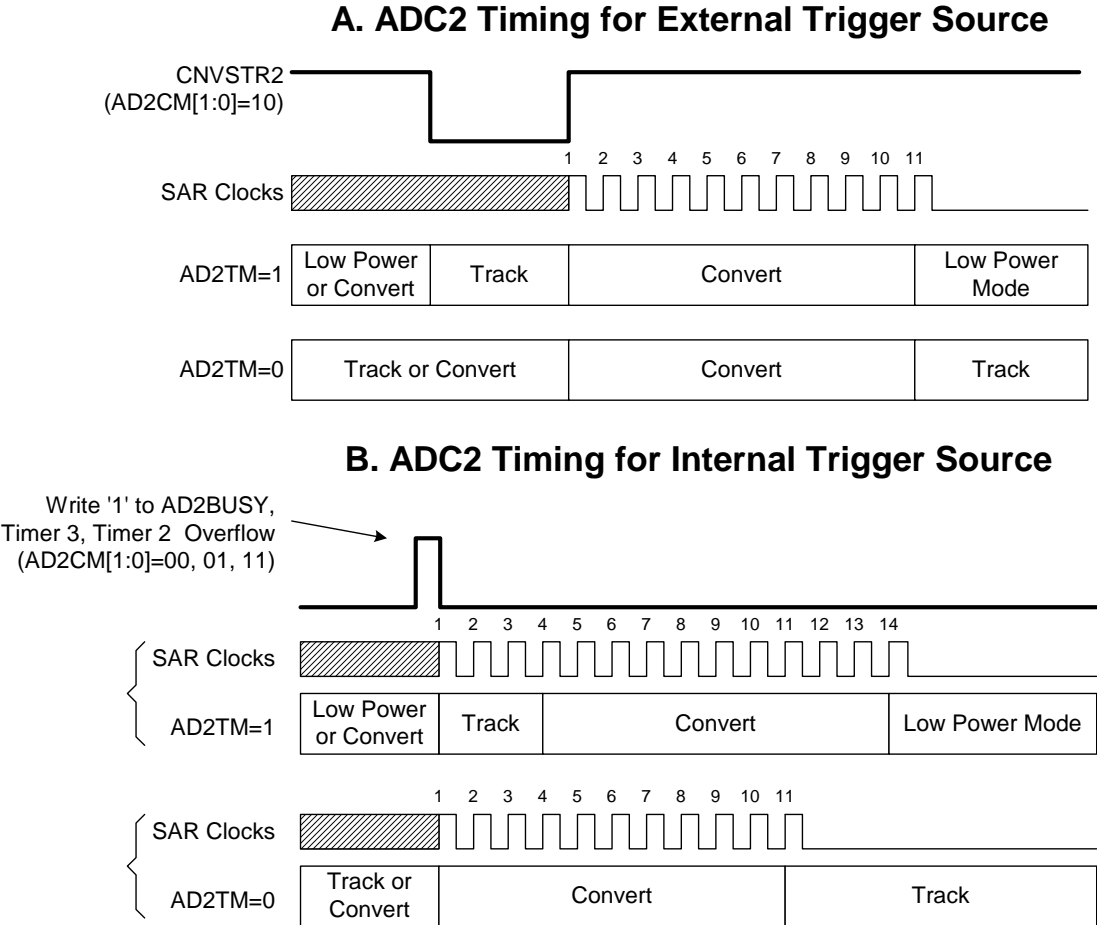 A. ADC2 Timing for External Trigger Source
CNVSTR2
(AD2CM[1:0]=10)
1 2 3 4 5 6 7 8 9 10 11
SAR Clocks
AD2TM=1
Low Power
or Convert
Track
Convert
Low Power
Mode
AD2TM=0
Track or Convert
Convert
Track
B. ADC2 Timing for Internal Trigger Source
Write '1' to AD2BUSY,
Timer 3, Timer 2 Overflow
(AD2CM[1:0]=00, 01, 11)
1 2 3 4 5 6 7 8 9 10 11 12 13 14
SAR Clocks
AD2TM=1
Low Power
or Convert
Track
Convert
Low Power Mode
1 2 3 4 5 6 7 8 9 10 11
SAR Clocks
AD2TM=0
Track or
Convert
Convert
Track